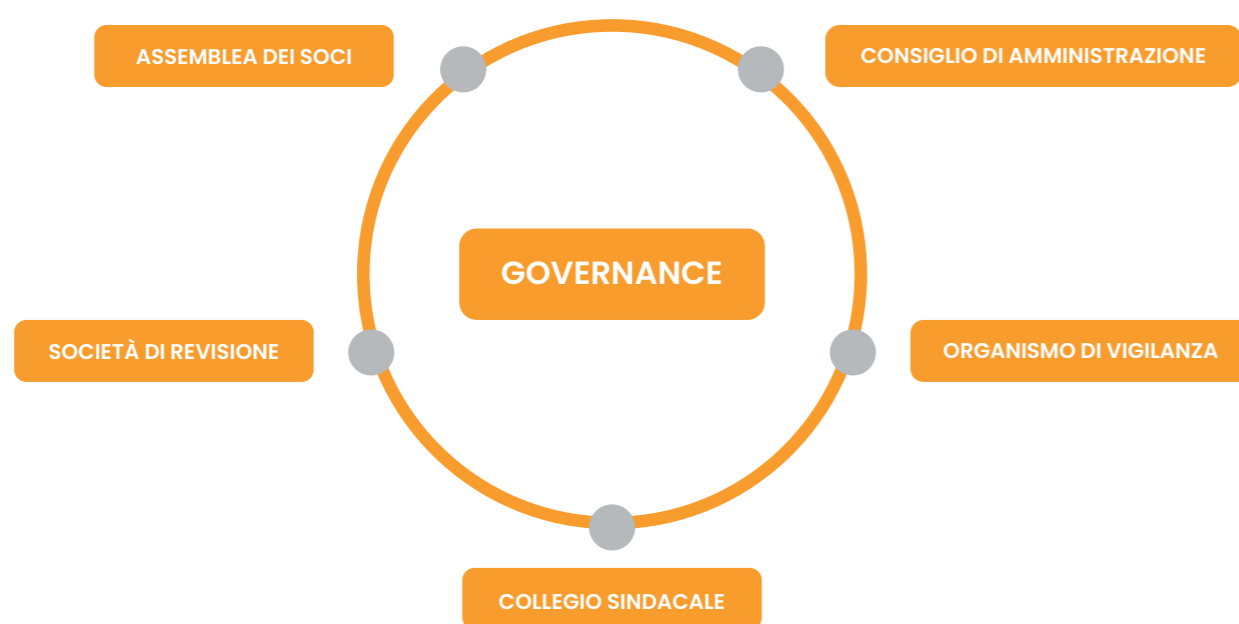 ASSEMBLEA DEI SOCI
CONSIGLIO DI AMMINISTRAZIONE
GOVERNANCE
SOCIETÀ DI REVISIONE
ORGANISMO DI VIGILANZA
COLLEGIO SINDACALE